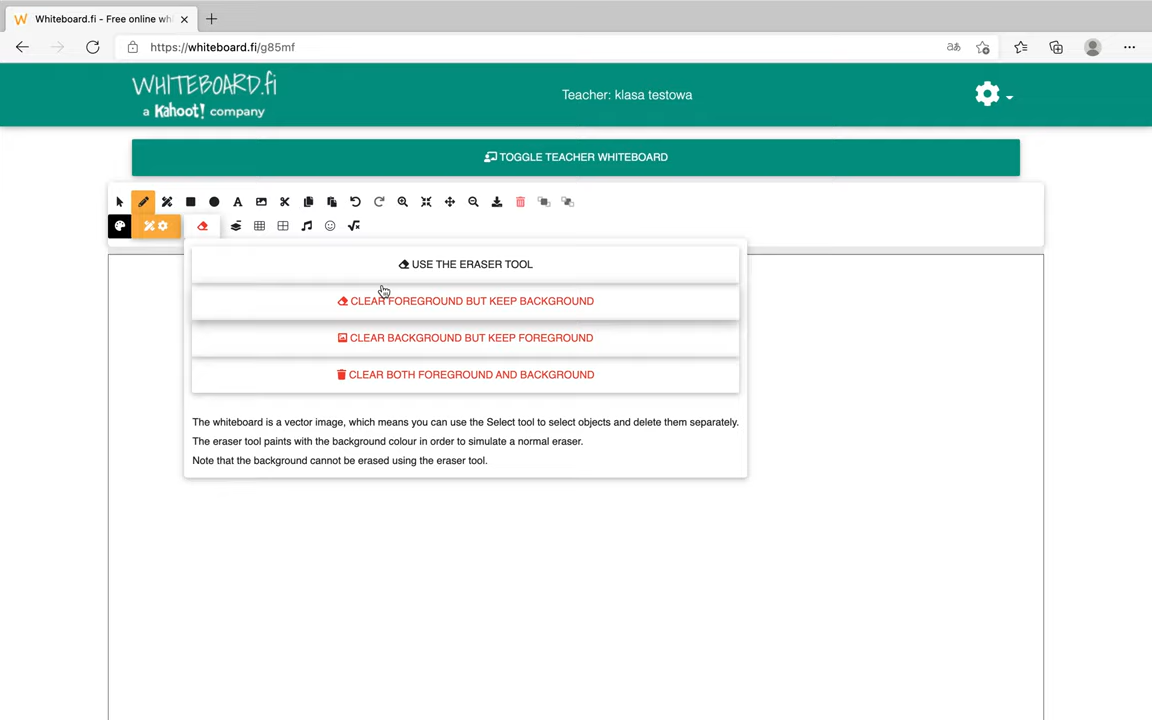 Whiteboard.fi - Free online wh
https://whiteboard.fi/g85mf
WHITEBOARD.fi
a Kahoot! company
Teacher: klasa testowa
TOGGLE TEACHER WHITEBOARD
USE THE ERASER TOOL
CLEAR FOREGROUND BUT KEEP BACKGROUND
CLEAR BACKGROUND BUT KEEP FOREGROUND
CLEAR BOTH FOREGROUND AND BACKGROUND
The whiteboard is a vector image, which means you can use the Select tool to select objects and delete them separately.
The eraser tool paints with the background colour in order to simulate a normal eraser.
Note that the background cannot be erased using the eraser tool.